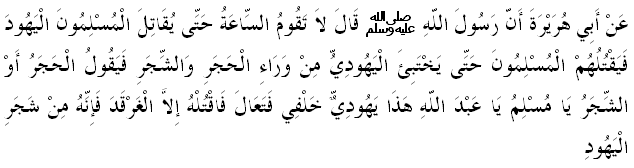 عَنْ أَبِي هُرَيْرَةَ أَنَّ رَسُولَ اللَّهِ ﷺ قَالَ لاَ تَقُومُ السَّاعَةُ حَتَّى يُقَاتِلَ الْمُسْلِمُونَ الْيَهُودَ
فَيَقْتُلُهُمُ الْمُسْلِمُونَ حَتَّى يَخْتَبِئَ الْيَهُودِيُّ مِنْ وَرَاءِ الْحَجَرِ وَالشَّجَرِ فَيَقُولُ الْحَجَرُ أَوْ
الشَّجَرُ يَا مُسْلِمُ يَا عَبْدَ اللَّهِ هَذَا يَهُودِيٌّ خَلْفِي فَتَعَالَ فَاقْتُلْهُ إِلاَّ الْغَرْقَدَ فَإِنَّهُ مِنْ شَجَرِ
الْيَهُودِ